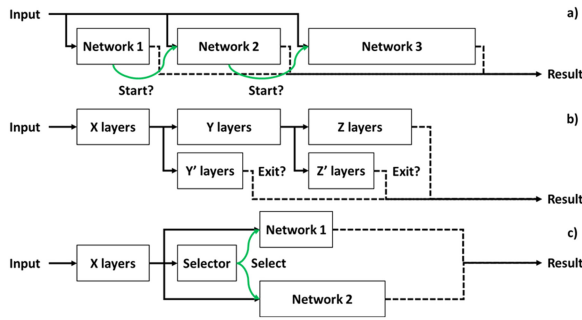 Input
a)
Network 1
Network 2
Network 3
Start?
Start?
Result
b)
Input
X layers
Y layers
Z layers
Y' layers
Exit?
Z' layers
Exit?
Result
Network 1
c)
Input
X layers
Selector
Select
Result
Network 2